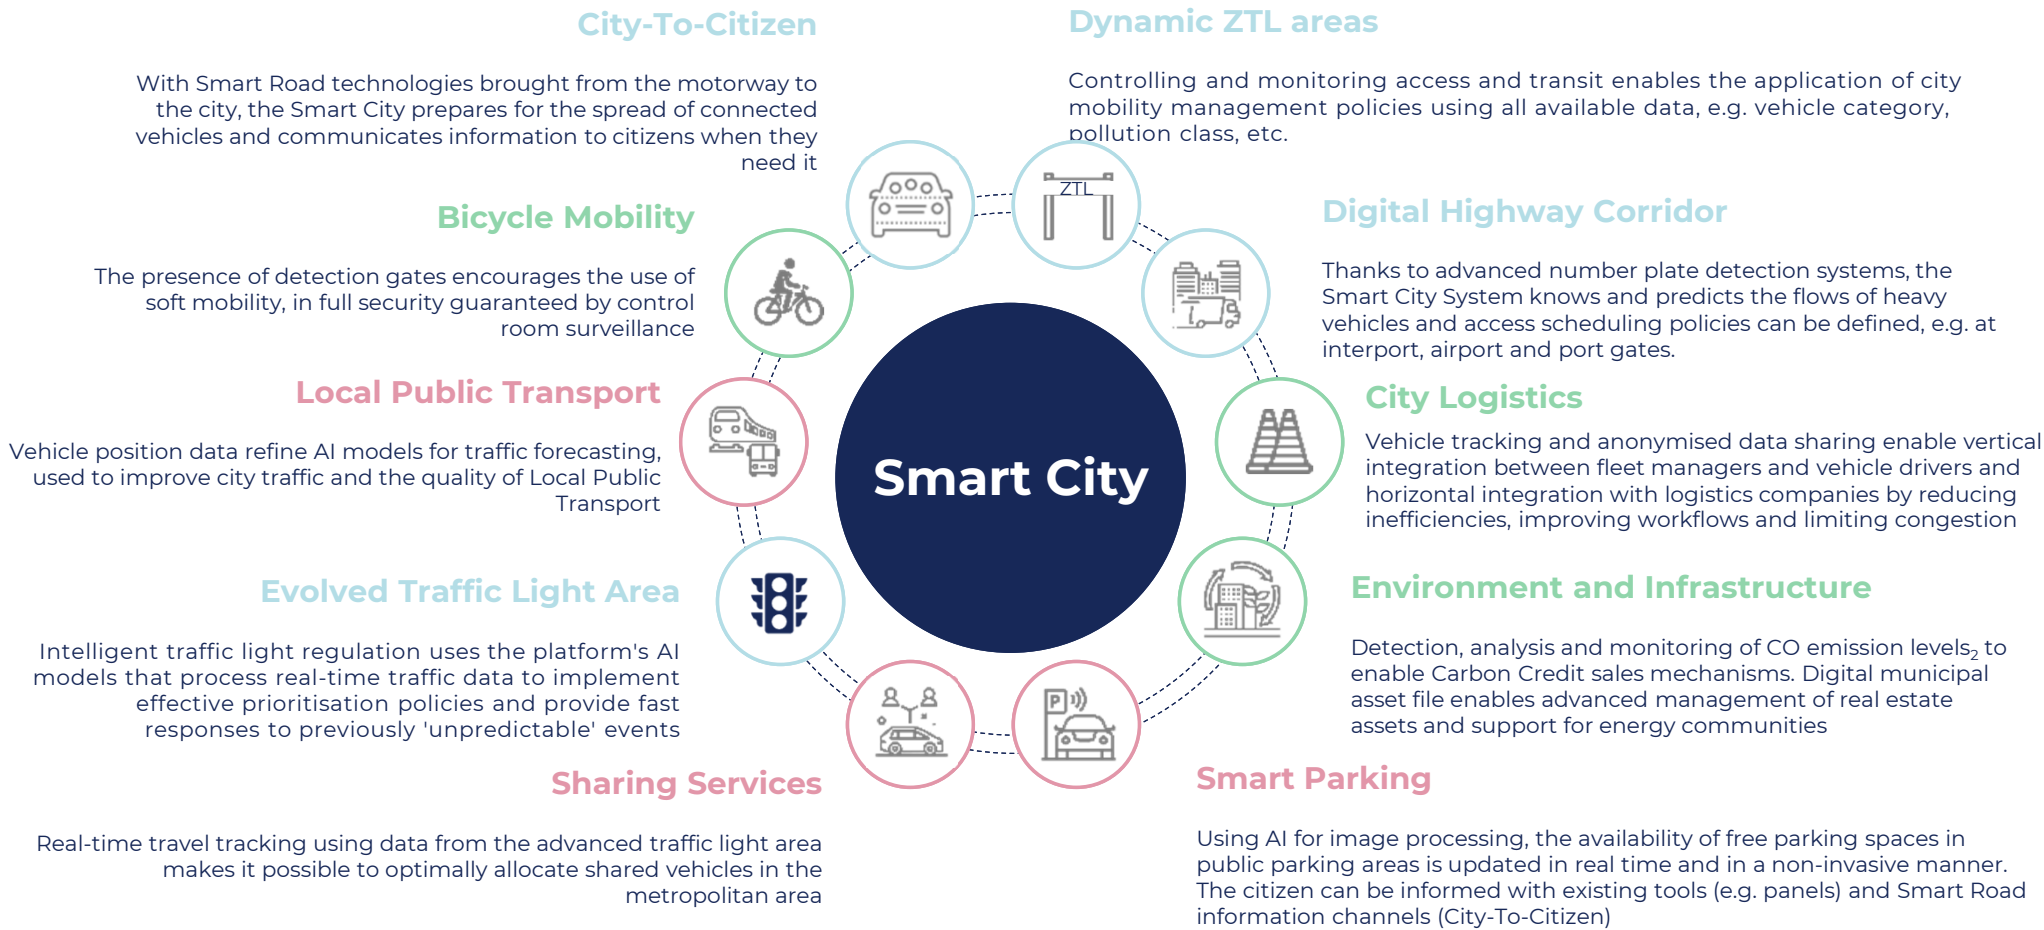 City-To-Citizen
With Smart Road technologies brought from the motorway to
the city, the Smart City prepares for the spread of connected
vehicles and communicates information to citizens when they
need it
Dynamic ZTL areas
Controlling and monitoring access and transit enables the application of city
mobility management policies using all available data, e.g. vehicle category,
pollution class, etc.
ZTL
Bicycle Mobility
The presence of detection gates encourages the use of
soft mobility, in full security guaranteed by control
room surveillance
Digital Highway Corridor
Thanks to advanced number plate detection systems, the
Smart City System knows and predicts the flows of heavy
vehicles and access scheduling policies can be defined, e.g. at
interport, airport and port gates.
Local Public Transport
Vehicle position data refine AI models for traffic forecasting,
used to improve city traffic and the quality of Local Public
Transport
Smart City
City Logistics
Vehicle tracking and anonymised data sharing enable vertical
integration between fleet managers and vehicle drivers and
horizontal integration with logistics companies by reducing
inefficiencies, improving workflows and limiting congestion
Evolved Traffic Light Area
Intelligent traffic light regulation uses the platform's AI
models that process real-time traffic data to implement
effective prioritisation policies and provide fast
responses to previously 'unpredictable' events
Environment and Infrastructure
Detection, analysis and monitoring of CO emission levels₂ to
enable Carbon Credit sales mechanisms. Digital municipal
asset file enables advanced management of real estate
assets and support for energy communities
P
Sharing Services
Real-time travel tracking using data from the advanced traffic light area
makes it possible to optimally allocate shared vehicles in the
metropolitan area
Smart Parking
Using AI for image processing, the availability of free parking spaces in
public parking areas is updated in real time and in a non-invasive manner.
The citizen can be informed with existing tools (e.g. panels) and Smart Road
information channels (City-To-Citizen)